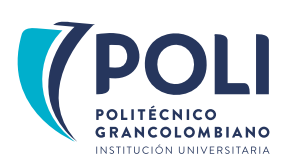 POLI
POLITÉCNICO
GRANCOLOMBIANO
INSTITUCIÓN UNIVERSITARIA